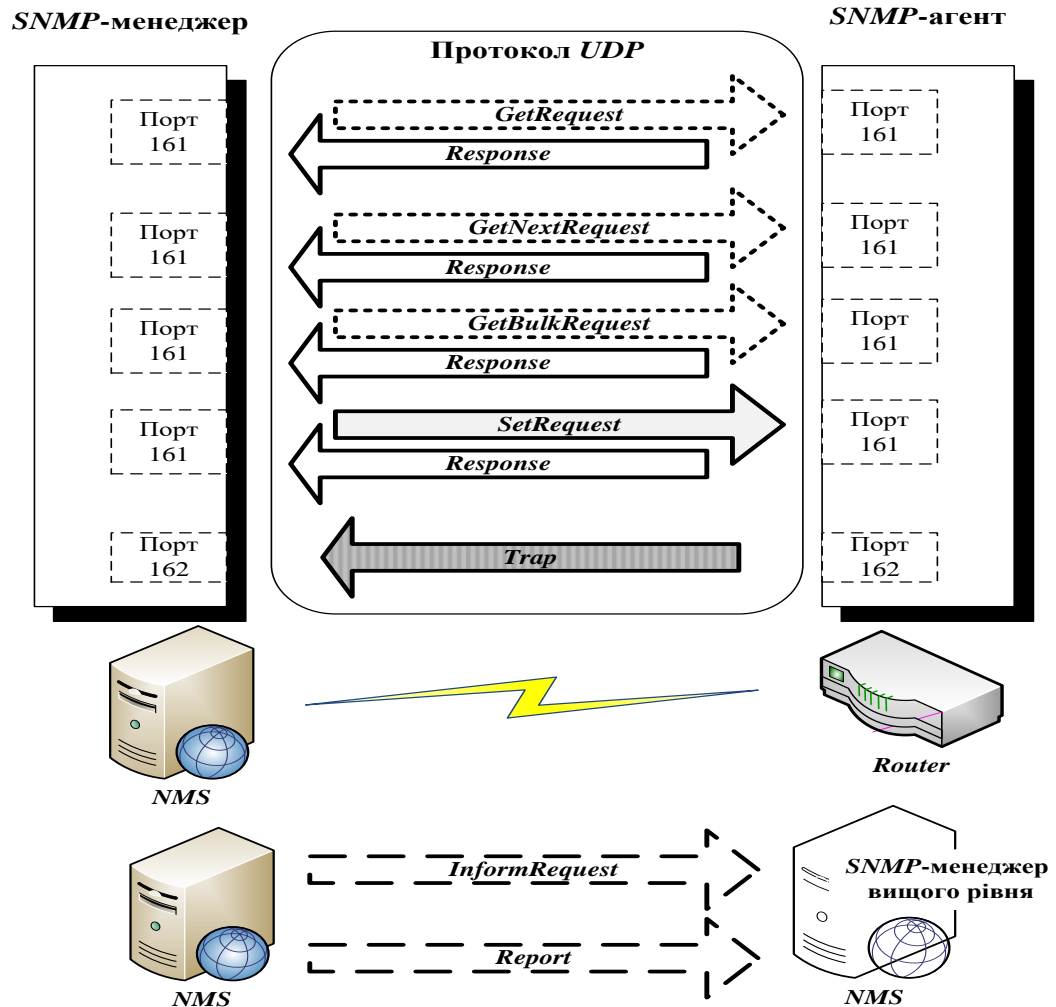 SNMP-менеджер
SNMP-агент
Протокол UDP
Порт
161
GetRequest
Порт
161
Response
Порт
161
GetNextRequest
Порт
161
Response
Порт
161
GetBulkRequest
Порт
161
Response
Порт
161
SetRequest
Порт
161
Response
Порт
162
Trap
Порт
162
NMS
Router
InformRequest
SNMP-менеджер
вищого рівня
Report
NMS
NMS